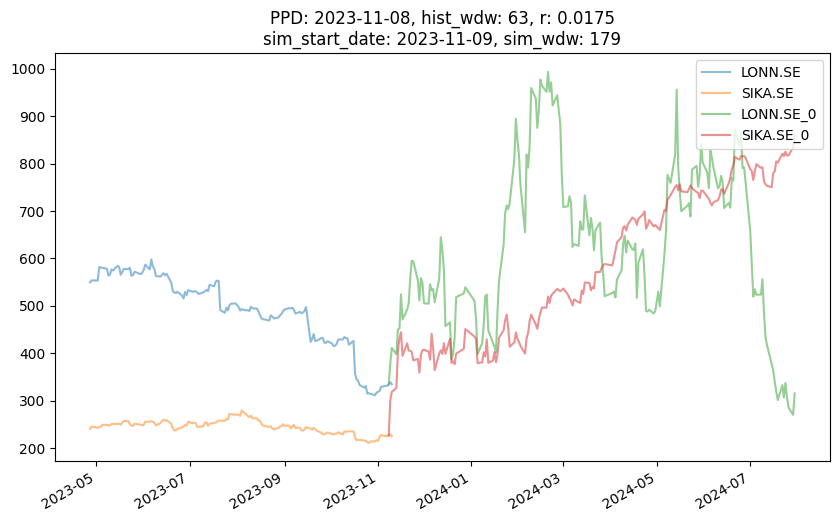 PPD: 2023-11-08, hist_wdw: 63, r: 0.0175
sim_start_date: 2023-11-09, sim_wdw: 179
LONN.SE
SIKA.SE
LONN.SE_0
SIKA.SE_0
1000
900
800
700
600
500
400
300
200
2023-05
2023-07
2023-09
2023-11
2024-01
2024-03
2024-05
2024-07